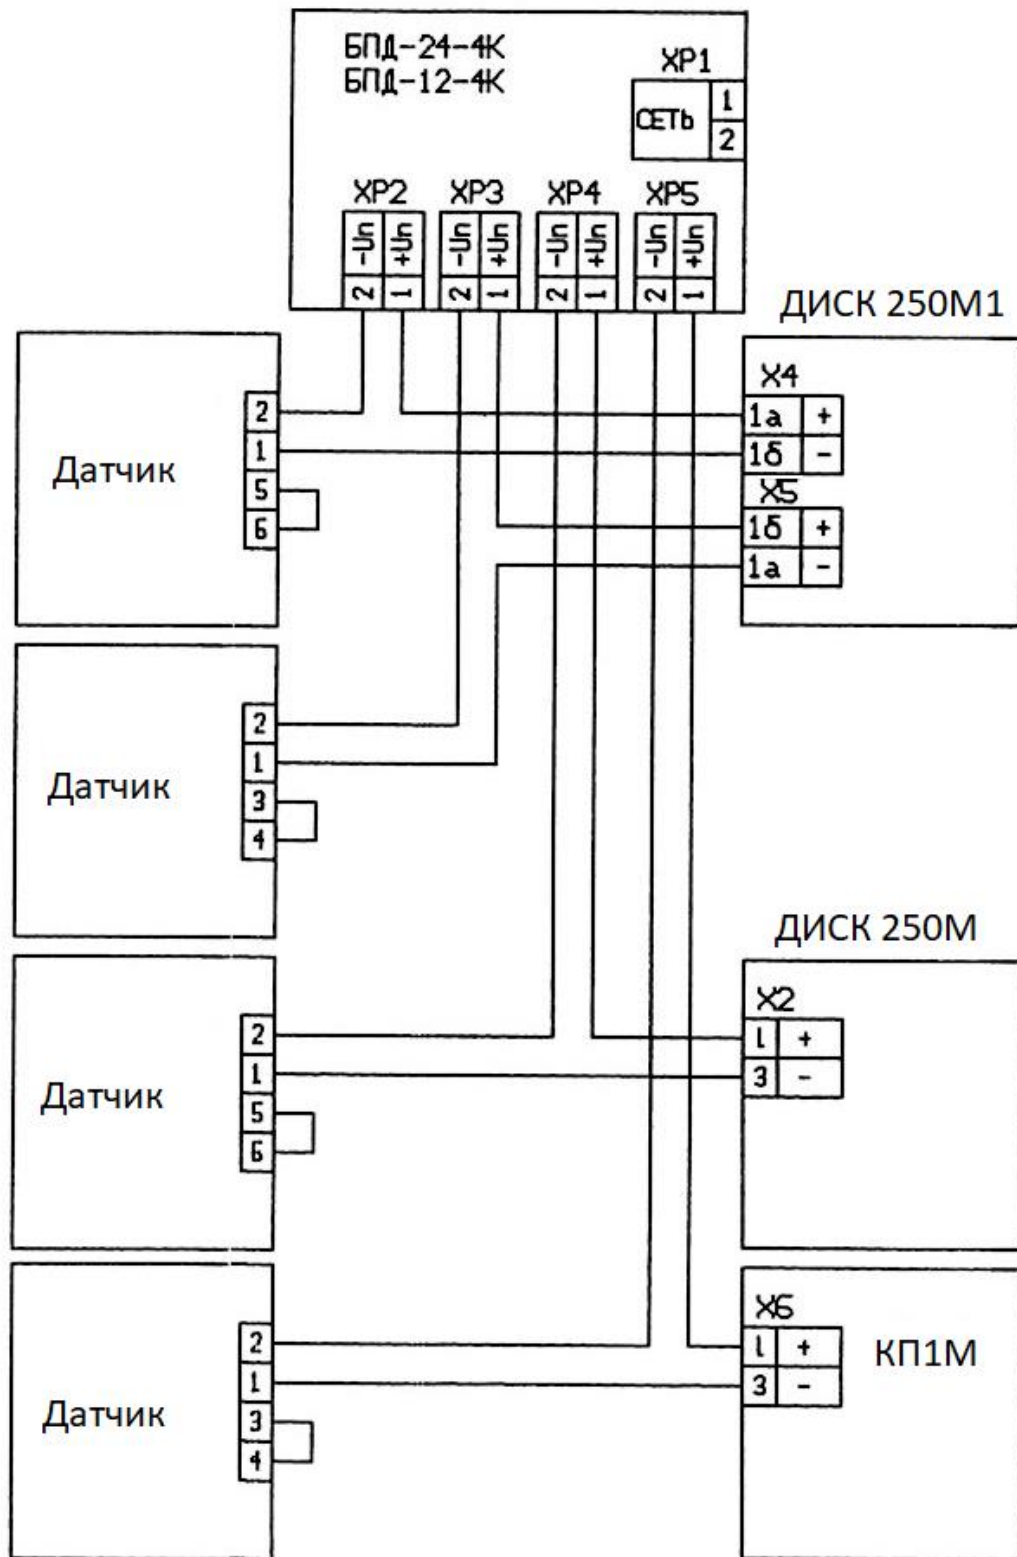 БПД-24-4К
БПД-12-4К
XP1
СЕТЬ
1
2
XP2
XP3
XP4
XP5
-Uп
+Uп
-Uп
+Uп
-Uп
+Uп
-Uп
+Uп
2
1
2
1
2
1
2
1
ДИСК 250М1
X4
1а +
1б -
X5
1б +
1а -
Датчик
2
1
5
6
Датчик
2
1
3
4
ДИСК 250М
X2
1 +
3 -
Датчик
2
1
5
6
X6
1 +
3 -
КП1М
Датчик
2
1
3
4